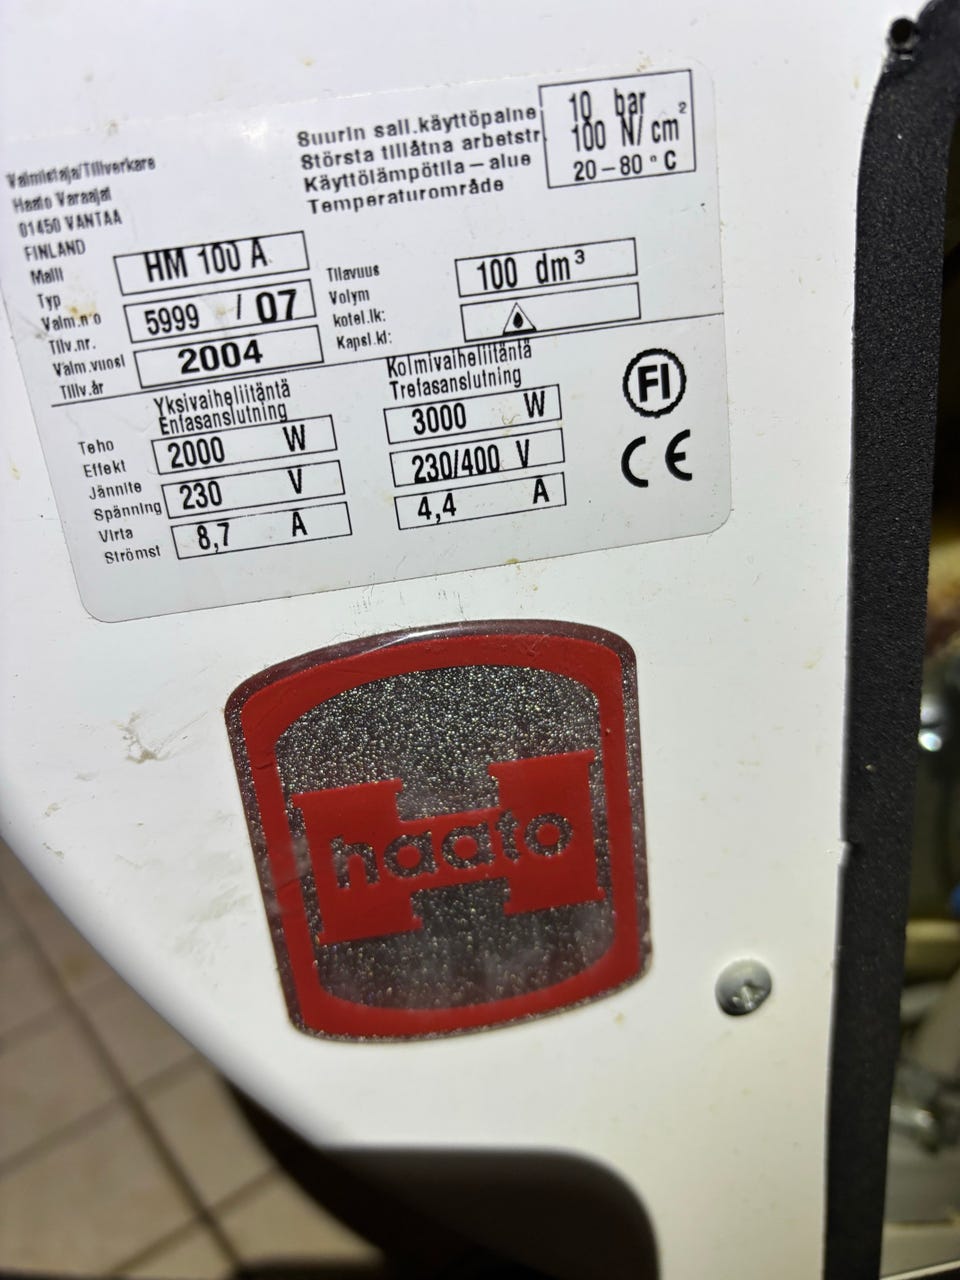 Valmistaja/Tillverkare
Haato Varaajat
01450 VANTAA
FINLAND
Suurin sall.käyttöpaine
Största tillåtna arbetstr
Käyttölämpötila – alue
Temperaturområde
10 bar
100 N/cm²
20–80 °C
Malli
Typ
HM 100 A
Valm.n:o
Tilv.nr.
5999 / 07
Valm.vuosi
Tillv.år
2004
Tilavuus
Volym
100 dm³
kotel.lk:
Kapsl.kl:
Yksivaiheliitäntä
Enfasanslutning
Kolmivaiheliitäntä
Trefasanslutning
Teho
Effekt
2000 W
3000 W
Jännite
Spänning
230 V
230/400 V
Virta
Strömst
8,7 A
4,4 A
FI
CE
haato